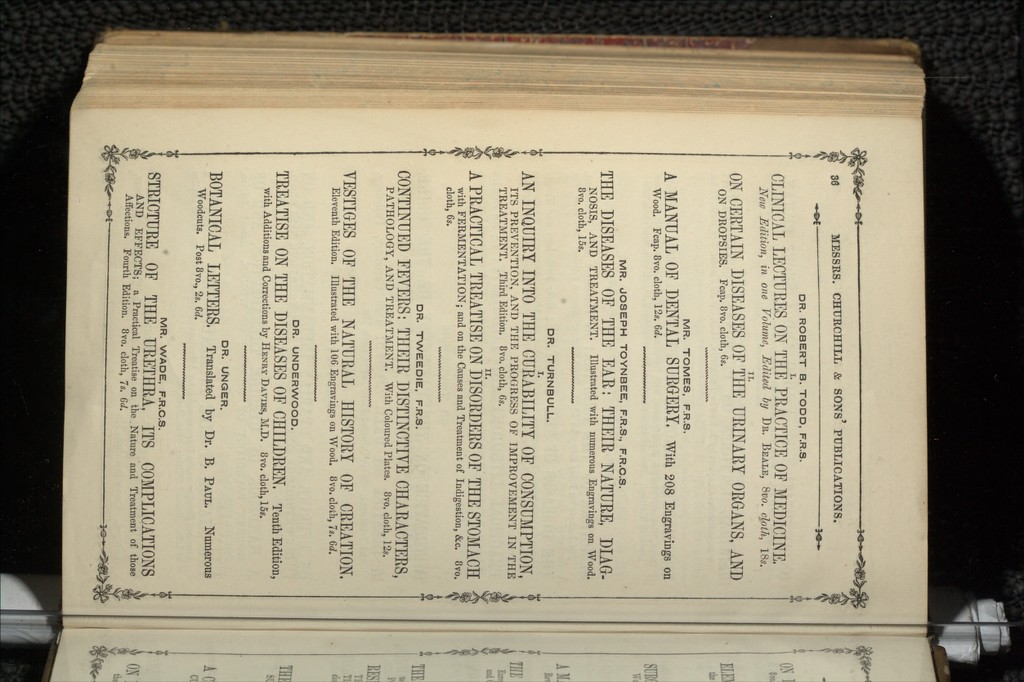 36 MESSRS. CHURCHILL & SONS' PUBLICATIONS.
DR. ROBERT B. TODD, F.R.S.
I.
CLINICAL LECTURES ON THE PRACTICE OF MEDICINE.
New Edition, in one Volume, Edited by DR. BEALE, 8vo. cloth, 18s.
II.
ON CERTAIN DISEASES OF THE URINARY ORGANS, AND
ON DROPSIES. Fcap. 8vo. cloth, 6s.
MR. TOMES, F.R.S.
A MANUAL OF DENTAL SURGERY. With 208 Engravings on
Wood. Fcap. 8vo. cloth, 12s. 6d.
MR. JOSEPH TOYNBEE, F.R.S., F.R.C.S.
THE DISEASES OF THE EAR: THEIR NATURE, DIAG-
NOSIS, AND TREATMENT. Illustrated with numerous Engravings on Wood.
8vo. cloth, 15s.
DR. TURNBULL.
I.
AN INQUIRY INTO THE CURABILITY OF CONSUMPTION,
ITS PREVENTION, AND THE PROGRESS OF IMPROVEMENT IN THE
TREATMENT. Third Edition. 8vo. cloth, 6s.
II.
A PRACTICAL TREATISE ON DISORDERS OF THE STOMACH
with FERMENTATION; and on the Causes and Treatment of Indigestion, &c. 8vo.
cloth, 6s.
DR. TWEEDIE, F.R.S.
CONTINUED FEVERS: THEIR DISTINCTIVE CHARACTERS,
PATHOLOGY, AND TREATMENT. With Coloured Plates. 8vo. cloth, 12s.
VESTIGES OF THE NATURAL HISTORY OF CREATION.
Eleventh Edition. Illustrated with 106 Engravings on Wood. 8vo. cloth, 7s. 6d.
DR. UNDERWOOD.
TREATISE ON THE DISEASES OF CHILDREN. Tenth Edition,
with Additions and Corrections by HENRY DAVIES, M.D. 8vo. cloth, 15s.
DR. UNGER.
BOTANICAL LETTERS. Translated by Dr. B. PAUL. Numerous
Woodcuts. Post 8vo., 2s. 6d.
MR. WADE, F.R.C.S.
STRICTURE OF THE URETHRA, ITS COMPLICATIONS
AND EFFECTS; a Practical Treatise on the Nature and Treatment of those
Affections. Fourth Edition. 8vo. cloth, 7s. 6d.
ON
ELEM
the
SUR
A MA
THE
THE
RES
THE
A C
ON
the